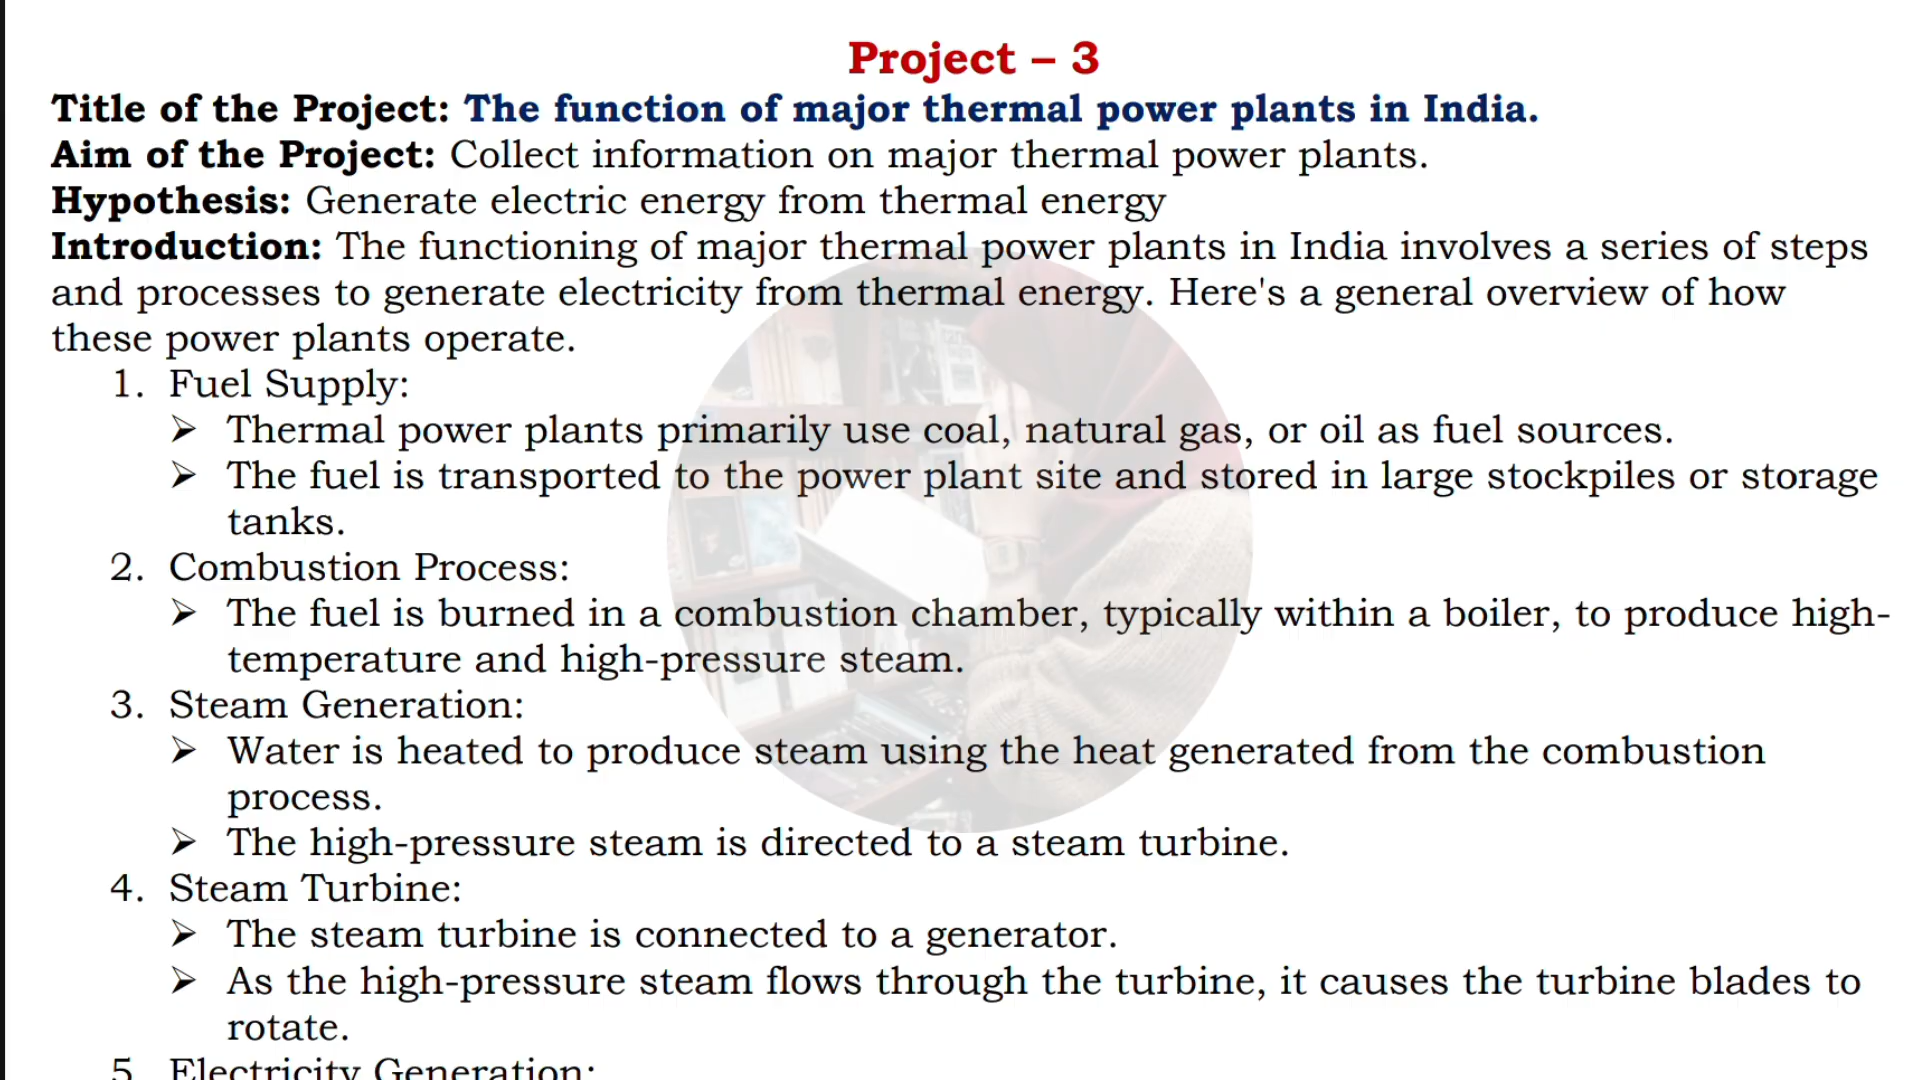 Project – 3
Title of the Project: The function of major thermal power plants in India.
Aim of the Project: Collect information on major thermal power plants.
Hypothesis: Generate electric energy from thermal energy
Introduction: The functioning of major thermal power plants in India involves a series of steps
and processes to generate electricity from thermal energy. Here's a general overview of how
these power plants operate.
1. Fuel Supply:
➢ Thermal power plants primarily use coal, natural gas, or oil as fuel sources.
➢ The fuel is transported to the power plant site and stored in large stockpiles or storage
tanks.
2. Combustion Process:
➢ The fuel is burned in a combustion chamber, typically within a boiler, to produce high-
temperature and high-pressure steam.
3. Steam Generation:
➢ Water is heated to produce steam using the heat generated from the combustion
process.
➢ The high-pressure steam is directed to a steam turbine.
4. Steam Turbine:
➢ The steam turbine is connected to a generator.
➢ As the high-pressure steam flows through the turbine, it causes the turbine blades to
rotate.
5. Electricity Generation: